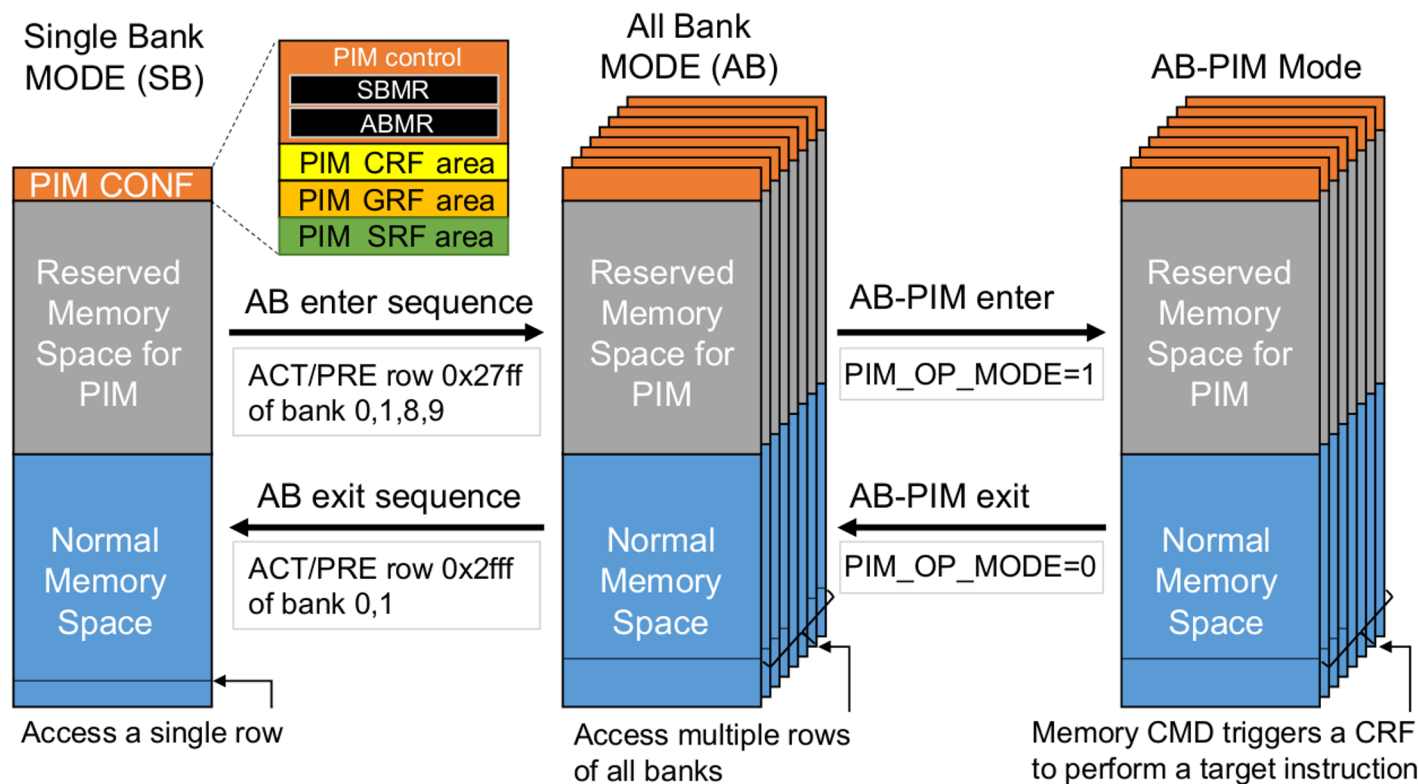 Single Bank
MODE (SB)
PIM control
SBMR
ABMR
PIM CRF area
PIM GRF area
PIM SRF area
PIM CONF
Reserved
Memory
Space for
PIM
Normal
Memory
Space
Access a single row
AB enter sequence
ACT/PRE row 0x27ff
of bank 0,1,8,9
AB exit sequence
ACT/PRE row 0x2fff
of bank 0,1
All Bank
MODE (AB)
Reserved
Memory
Space for
PIM
Normal
Memory
Space
Access multiple rows
of all banks
AB-PIM enter
PIM_OP_MODE=1
AB-PIM exit
PIM_OP_MODE=0
AB-PIM Mode
Reserved
Memory
Space for
PIM
Normal
Memory
Space
Memory CMD triggers a CRF
to perform a target instruction